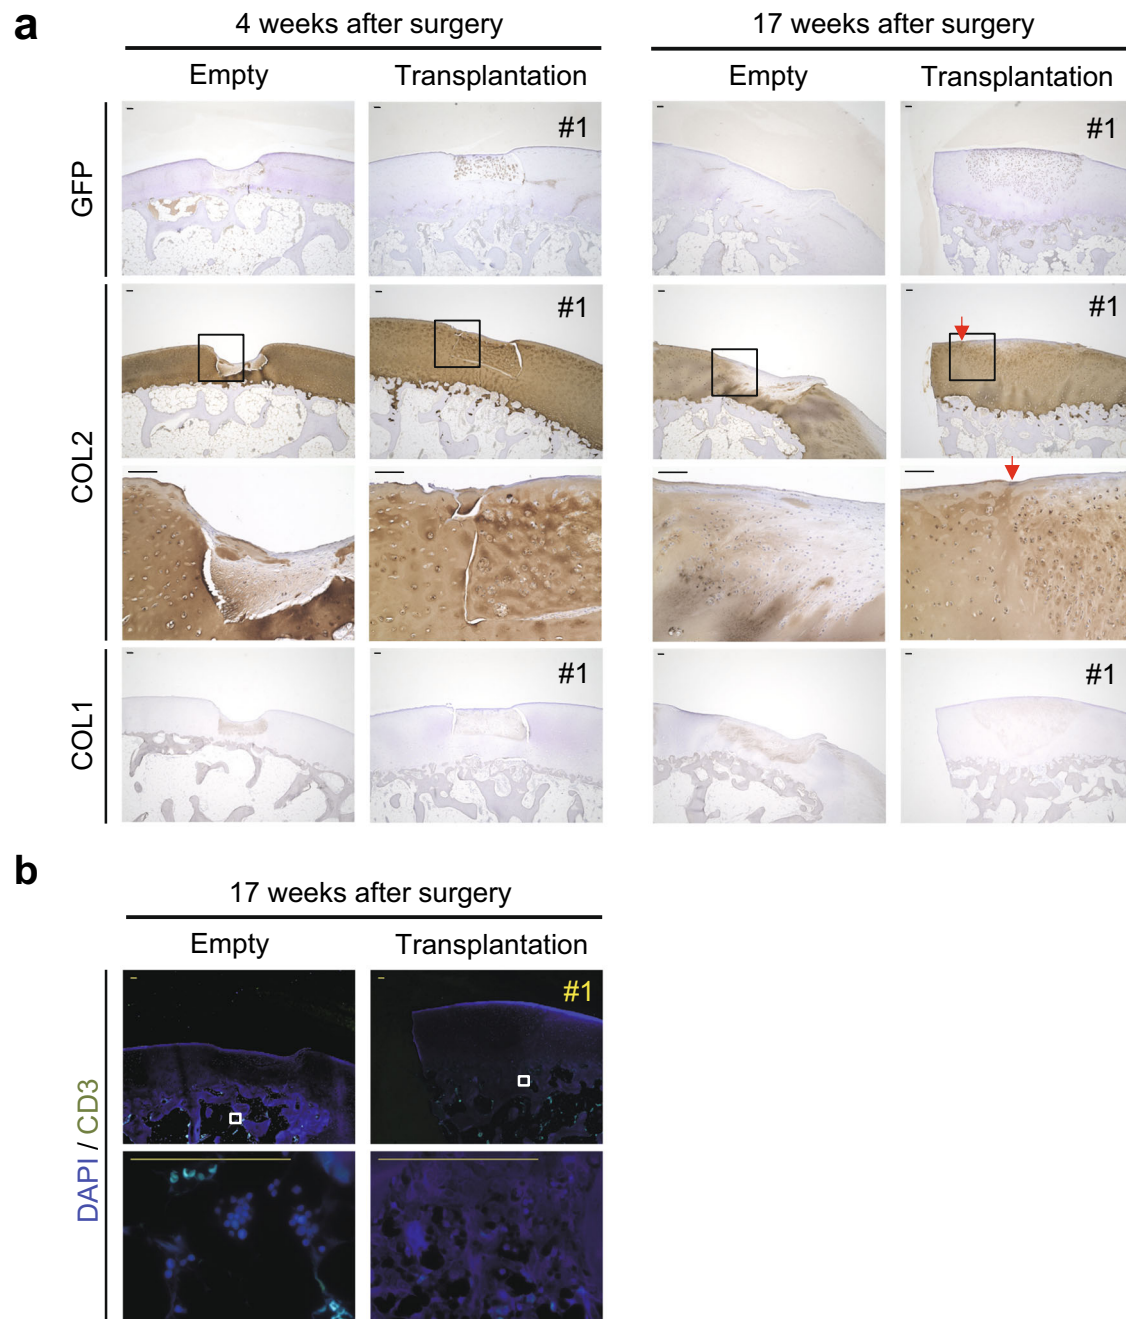 a
4 weeks after surgery
17 weeks after surgery
Empty
Transplantation
Empty
Transplantation
GFP
#1
#1
COL2
#1
#1
COL1
#1
#1
b
17 weeks after surgery
Empty
Transplantation
DAPI / CD3
#1